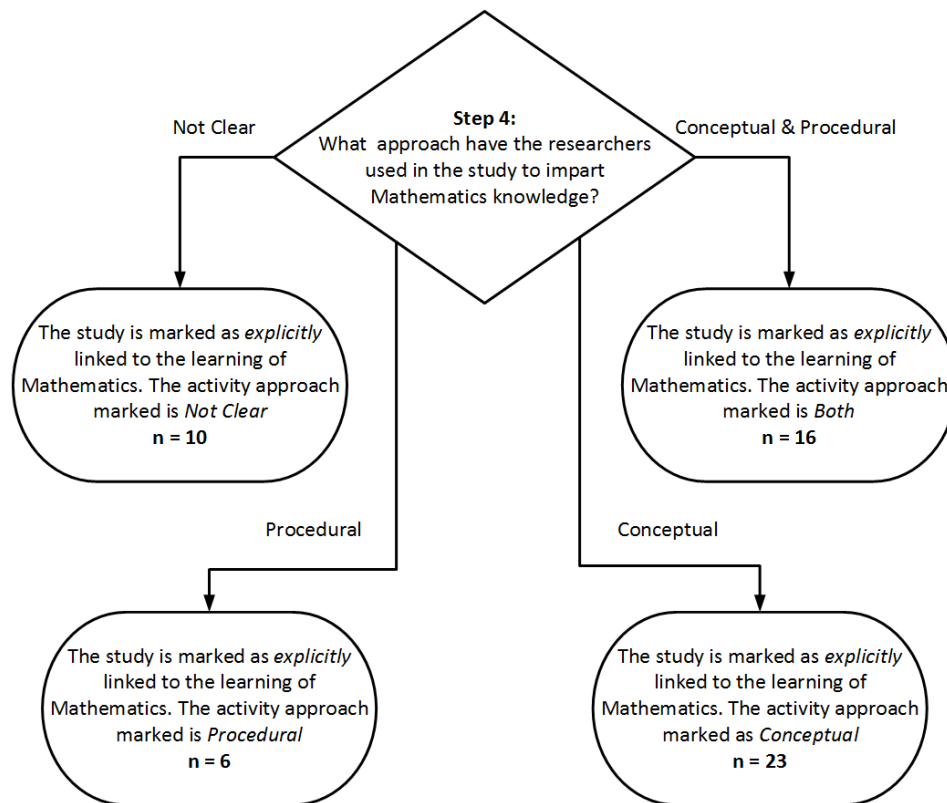 Step 4:
What approach have the researchers
used in the study to impart
Mathematics knowledge?
Not Clear
Conceptual & Procedural
The study is marked as explicitly
linked to the learning of
Mathematics. The activity approach
marked is Not Clear
n = 10
The study is marked as explicitly
linked to the learning of
Mathematics. The activity approach
marked is Both
n = 16
Procedural
Conceptual
The study is marked as explicitly
linked to the learning of
Mathematics. The activity approach
marked is Procedural
n = 6
The study is marked as explicitly
linked to the learning of
Mathematics. The activity approach
marked as Conceptual
n = 23